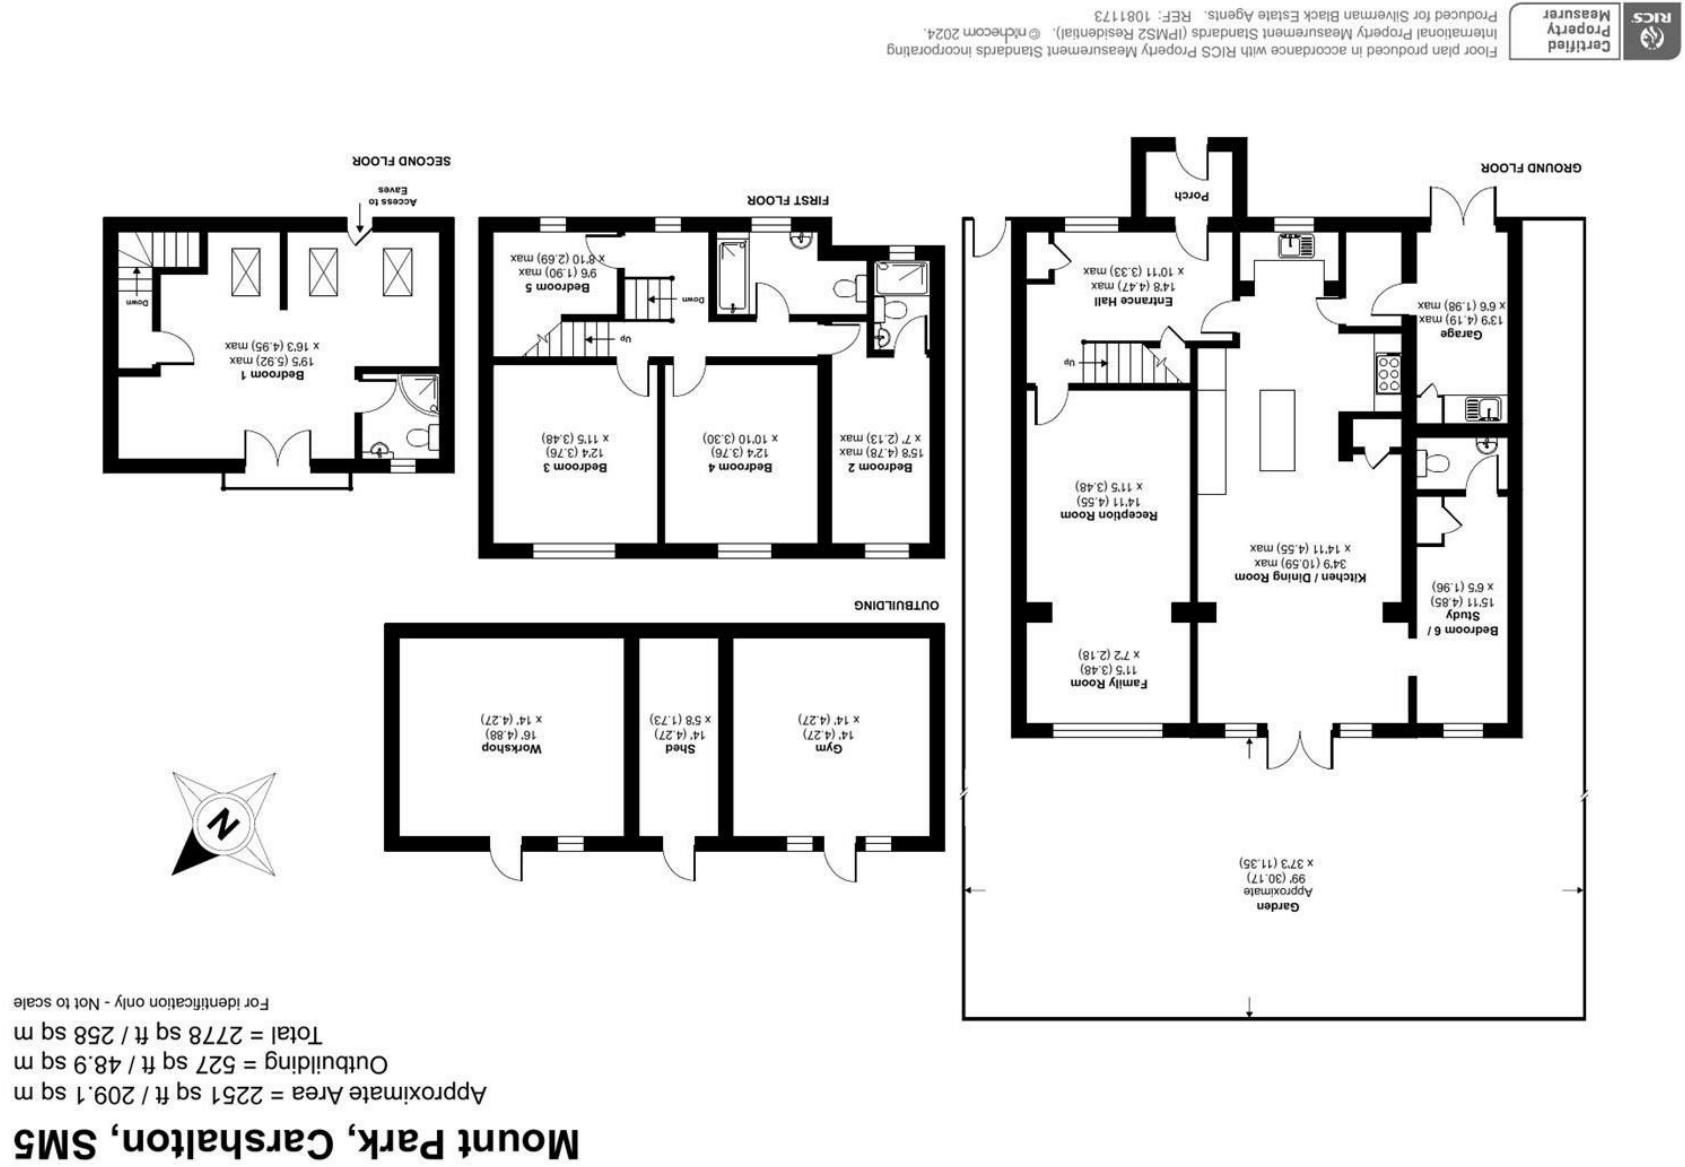 Mount Park, Carshalton, SM5
Approximate Area = 2251 sq ft / 209.1 sq m
Outbuilding = 527 sq ft / 48.9 sq m
Total = 2778 sq ft / 258 sq m
For identification only - Not to scale
Garden
Approximate
99' (30.17)
x 37'3 (11.35)
N
Gym
14' (4.27)
x 14' (4.27)
Shed
14' (4.27)
x 5'8 (1.73)
Workshop
16' (4.88)
x 14' (4.27)
OUTBUILDING
Bedroom 6 /
Study
15'11 (4.85)
x 6'5 (1.96)
Kitchen / Dining Room
34'9 (10.59) max
x 14'11 (4.55) max
Family Room
11'5 (3.48)
x 7'2 (2.18)
Reception Room
14'11 (4.55)
x 11'5 (3.48)
Up
Garage
13'9 (4.19) max
x 6'6 (1.98) max
Entrance Hall
14'8 (4.47) max
x 10'11 (3.33) max
Porch
GROUND FLOOR
Bedroom 2
15'8 (4.78) max
x 7' (2.13) max
Bedroom 4
12'4 (3.76)
x 10'10 (3.30)
Bedroom 3
12'4 (3.76)
x 11'5 (3.48)
Up
Down
Bedroom 5
9'6 (1.90) max
x 8'10 (2.69) max
FIRST FLOOR
Bedroom 1
19'5 (5.92) max
x 16'3 (4.95) max
Down
Access to
Eaves
SECOND FLOOR
RICS
Certified
Property
Measurer
Floor plan produced in accordance with RICS Property Measurement Standards incorporating
International Property Measurement Standards (IPMS2 Residential). ©nichecom 2024.
Produced for Silverman Black Estate Agents. REF: 1081173